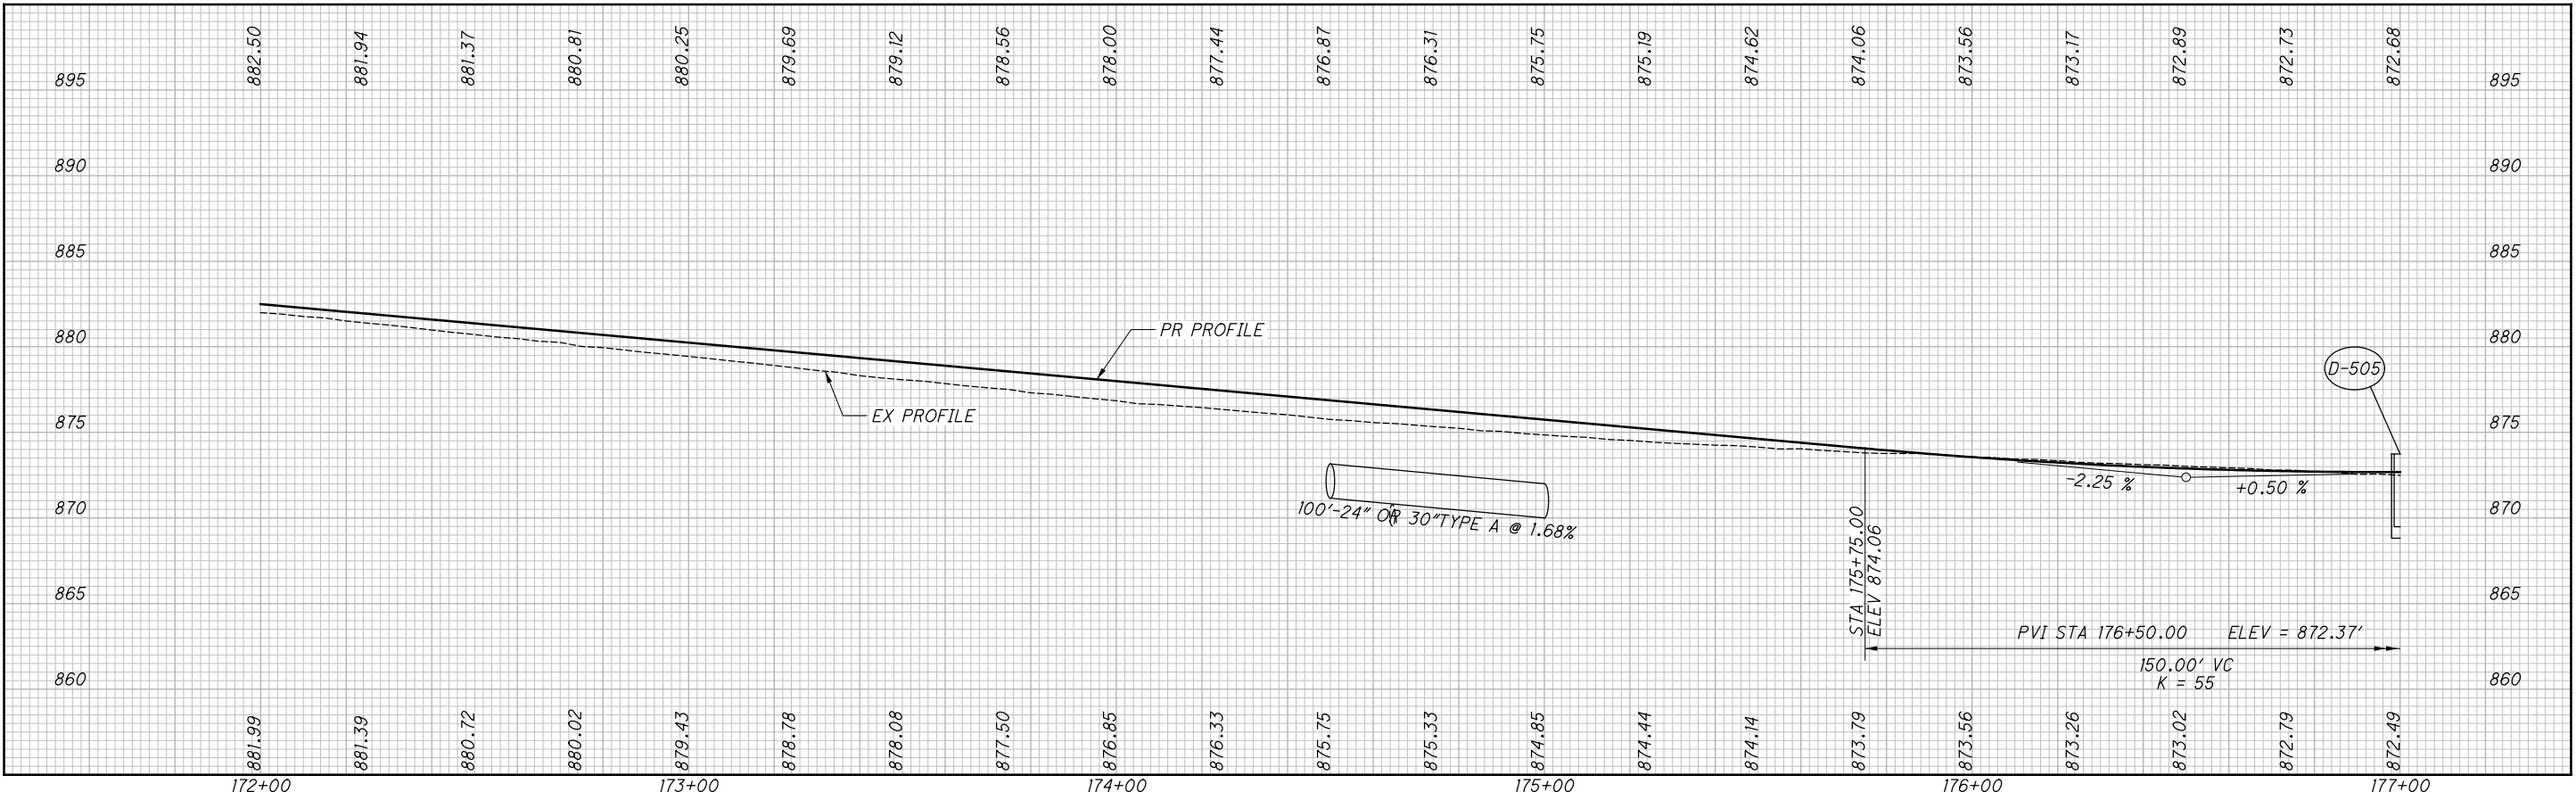 882.50 881.94 881.37 880.81 880.25 879.69 879.12 878.56 878.00 877.44 876.87 876.31 875.75 875.19 874.62 874.06 873.56 873.17 872.89 872.73 872.68
895 895
890 890
885 885
880 880
PR PROFILE
D-505
EX PROFILE
875 875
-2.25 %
+0.50 %
870 870
100'-24" OR 30"TYPE A @ 1.68%
STA 175+75.00
ELEV 874.06
865 865
PVI STA 176+50.00 ELEV = 872.37'
150.00' VC
K = 55
860 860
881.99 881.39 880.72 880.02 879.43 878.78 878.08 877.50 876.85 876.33 875.75 875.33 874.85 874.44 874.14 873.79 873.56 873.26 873.02 872.79 872.49
172+00 173+00 174+00 175+00 176+00 177+00